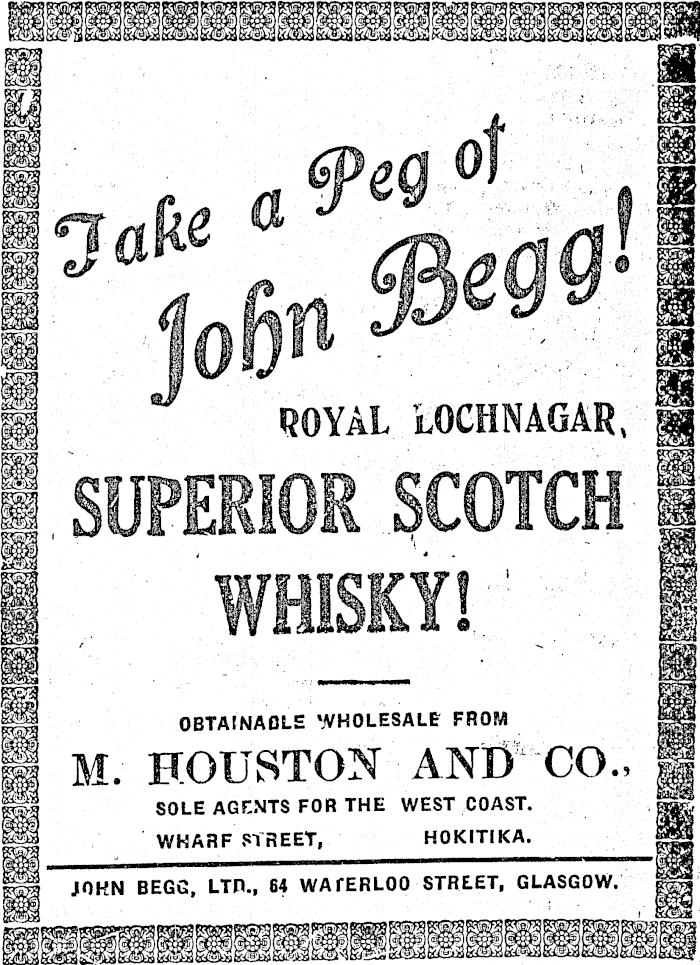 Take a Peg of
John Begg!
ROYAL LOCHNAGAR,
SUPERIOR SCOTCH
WHISKY!
OBTAINABLE WHOLESALE FROM
M. HOUSTON AND CO.,
SOLE AGENTS FOR THE WEST COAST.
WHARF STREET, HOKITIKA.
JOHN BEGG, LTD., 64 WATERLOO STREET, GLASGOW.